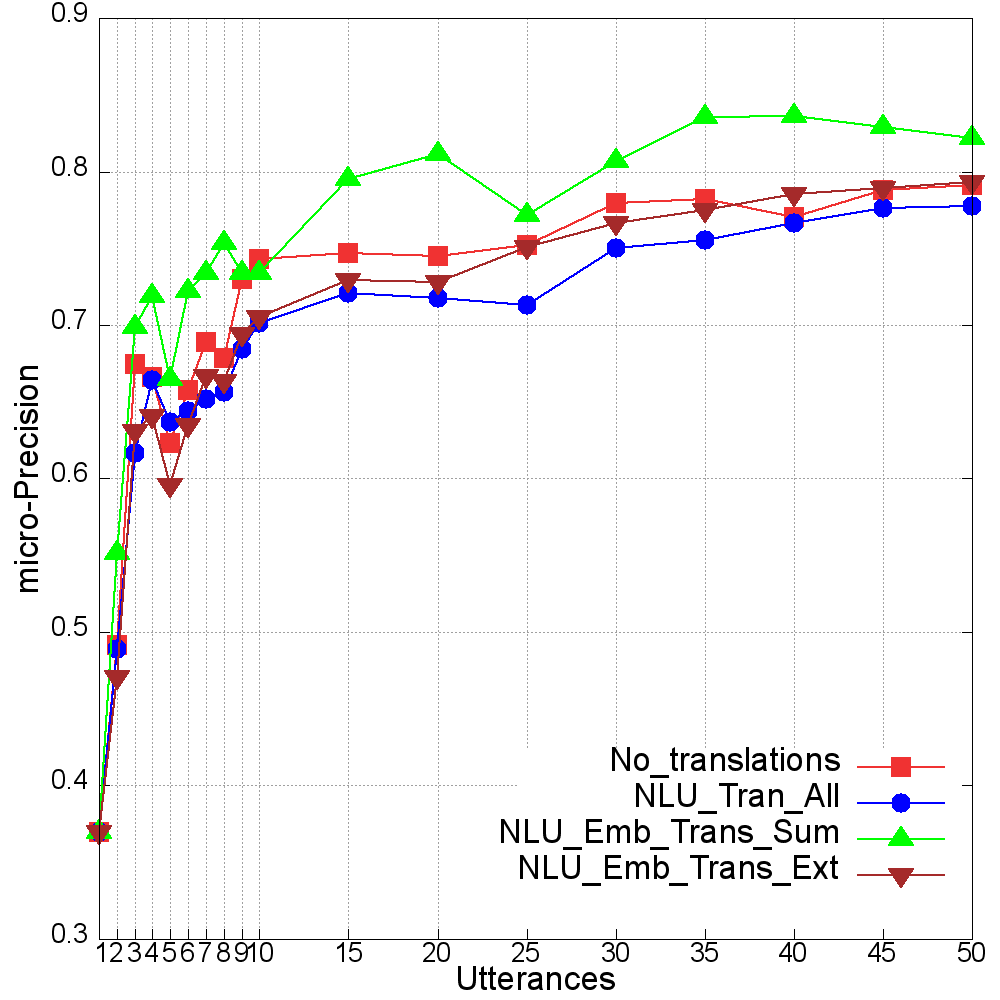 0.9
0.8
0.7
0.6
0.5
0.4
0.3
micro-Precision
No_translations
NLU_Tran_All
NLU_Emb_Trans_Sum
NLU_Emb_Trans_Ext
1 2 3 4 5 6 7 8 9 10 15 20 25 30 35 40 45 50
Utterances